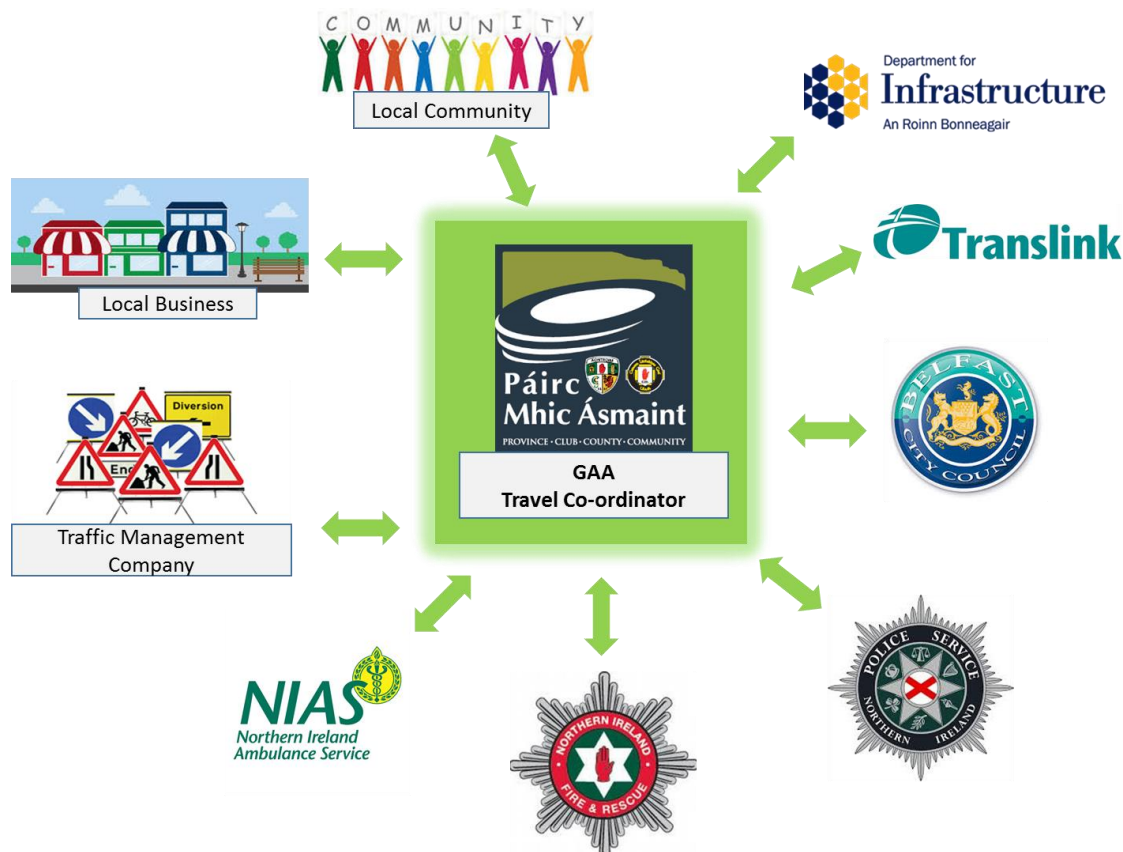 COMMUNITY
Local Community
Department for
Infrastructure
An Roinn Bonneagair
Local Business
Translink
Páirc
Mhic Ásmaint
PROVINCE · CLUB · COUNTY · COMMUNITY
GAA
Travel Co-ordinator
BELFAST
CITY COUNCIL
Diversion
End
Traffic Management
Company
NIAS
Northern Ireland
Ambulance Service
NORTHERN IRELAND
FIRE & RESCUE
POLICE SERVICE
NORTHERN IRELAND